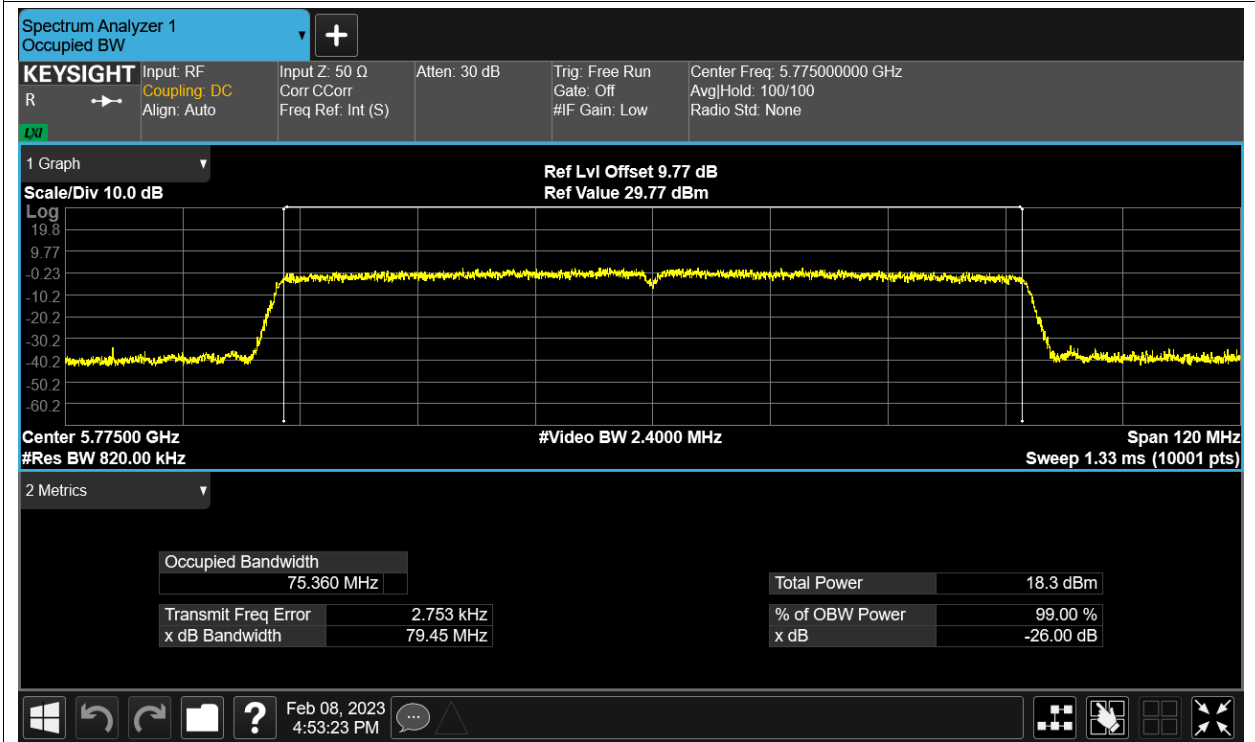 Spectrum Analyzer 1
Occupied BW
KEYSIGHT
R
LXI
Input: RF
Coupling: DC
Align: Auto
Input Z: 50 Ω
Corr CCorr
Freq Ref: Int (S)
Atten: 30 dB
Trig: Free Run
Gate: Off
#IF Gain: Low
Center Freq: 5.775000000 GHz
Avg|Hold: 100/100
Radio Std: None
1 Graph
Scale/Div 10.0 dB
Ref Lvl Offset 9.77 dB
Ref Value 29.77 dBm
Log
19.8
9.77
-0.23
-10.2
-20.2
-30.2
-40.2
-50.2
-60.2
Center 5.77500 GHz
#Video BW 2.4000 MHz
Span 120 MHz
#Res BW 820.00 kHz
Sweep 1.33 ms (10001 pts)
2 Metrics
Occupied Bandwidth
75.360 MHz
Total Power 18.3 dBm
Transmit Freq Error 2.753 kHz
% of OBW Power 99.00 %
x dB Bandwidth 79.45 MHz
x dB -26.00 dB
?
Feb 08, 2023
4:53:23 PM